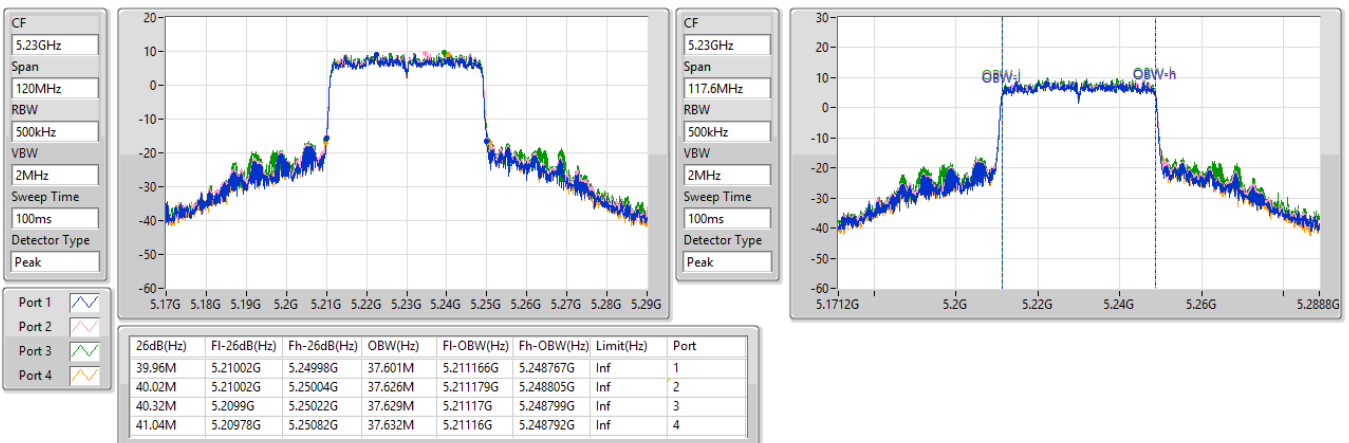 CF
5.23GHz
Span
120MHz
RBW
500kHz
VBW
2MHz
Sweep Time
100ms
Detector Type
Peak
20
10
0
-10
-20
-30
-40
-50
-60
5.17G 5.18G 5.19G 5.2G 5.21G 5.22G 5.23G 5.24G 5.25G 5.26G 5.27G 5.28G 5.29G
CF
5.23GHz
Span
117.6MHz
RBW
500kHz
VBW
2MHz
Sweep Time
100ms
Detector Type
Peak
30
20
10
0
-10
-20
-30
-40
-50
-60
OBW-l OBW-h
5.1712G 5.2G 5.22G 5.24G 5.26G 5.2888G
Port 1
Port 2
Port 3
Port 4
26dB(Hz) Fl-26dB(Hz) Fh-26dB(Hz) OBW(Hz) Fl-OBW(Hz) Fh-OBW(Hz) Limit(Hz) Port
39.96M 5.21002G 5.24998G 37.601M 5.211166G 5.248767G Inf 1
40.02M 5.21002G 5.25004G 37.626M 5.211179G 5.248805G Inf 2
40.32M 5.2099G 5.25022G 37.629M 5.21117G 5.248799G Inf 3
41.04M 5.20978G 5.25082G 37.632M 5.21116G 5.248792G Inf 4